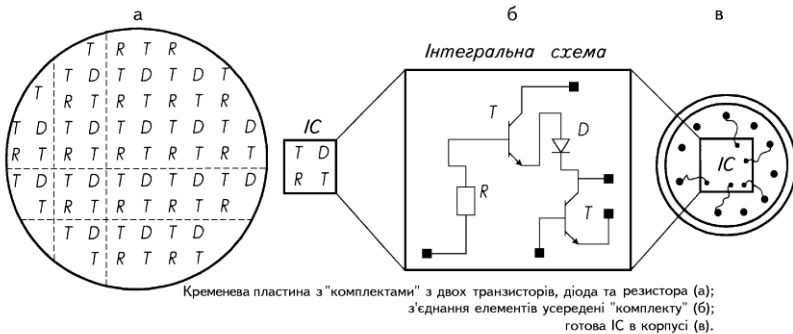 а
б
в
T R T R
T D T D T D T
T
R T R T R T R
T D T D T D T D T D
R T R T R T R T R T
T D T D T D T D T D
T R T R T R T R
T D T D T D
T R T R T
IC
T D
R T
Інтегральна схема
T
D
R
T
IC
Кременева пластина з "комплектами" з двох транзисторів, діода та резистора (а);
з'єднання елементів усередені "комплекту" (б);
готова ІС в корпусі (в).